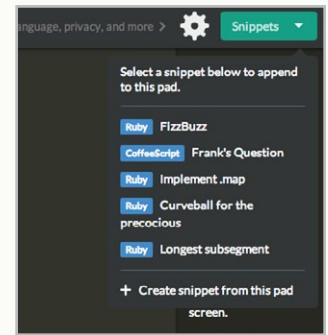 anguage, privacy, and more >
Snippets
Select a snippet below to append
to this pad.
Ruby FizzBuzz
CoffeeScript Frank's Question
Ruby Implement .map
Ruby Curveball for the
precocious
Ruby Longest subsegment
+ Create snippet from this pad
screen.